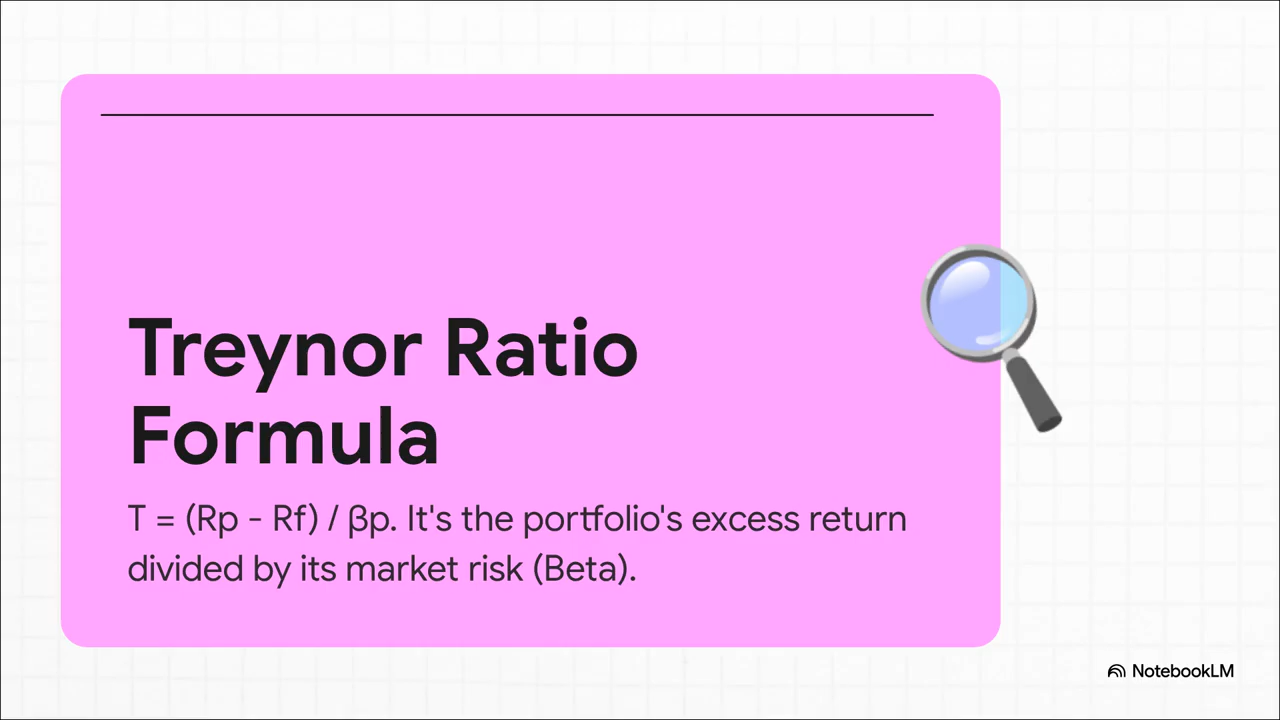 Treynor Ratio
Formula
T = (Rp - Rf) / βp. It's the portfolio's excess return
divided by its market risk (Beta).
NotebookLM